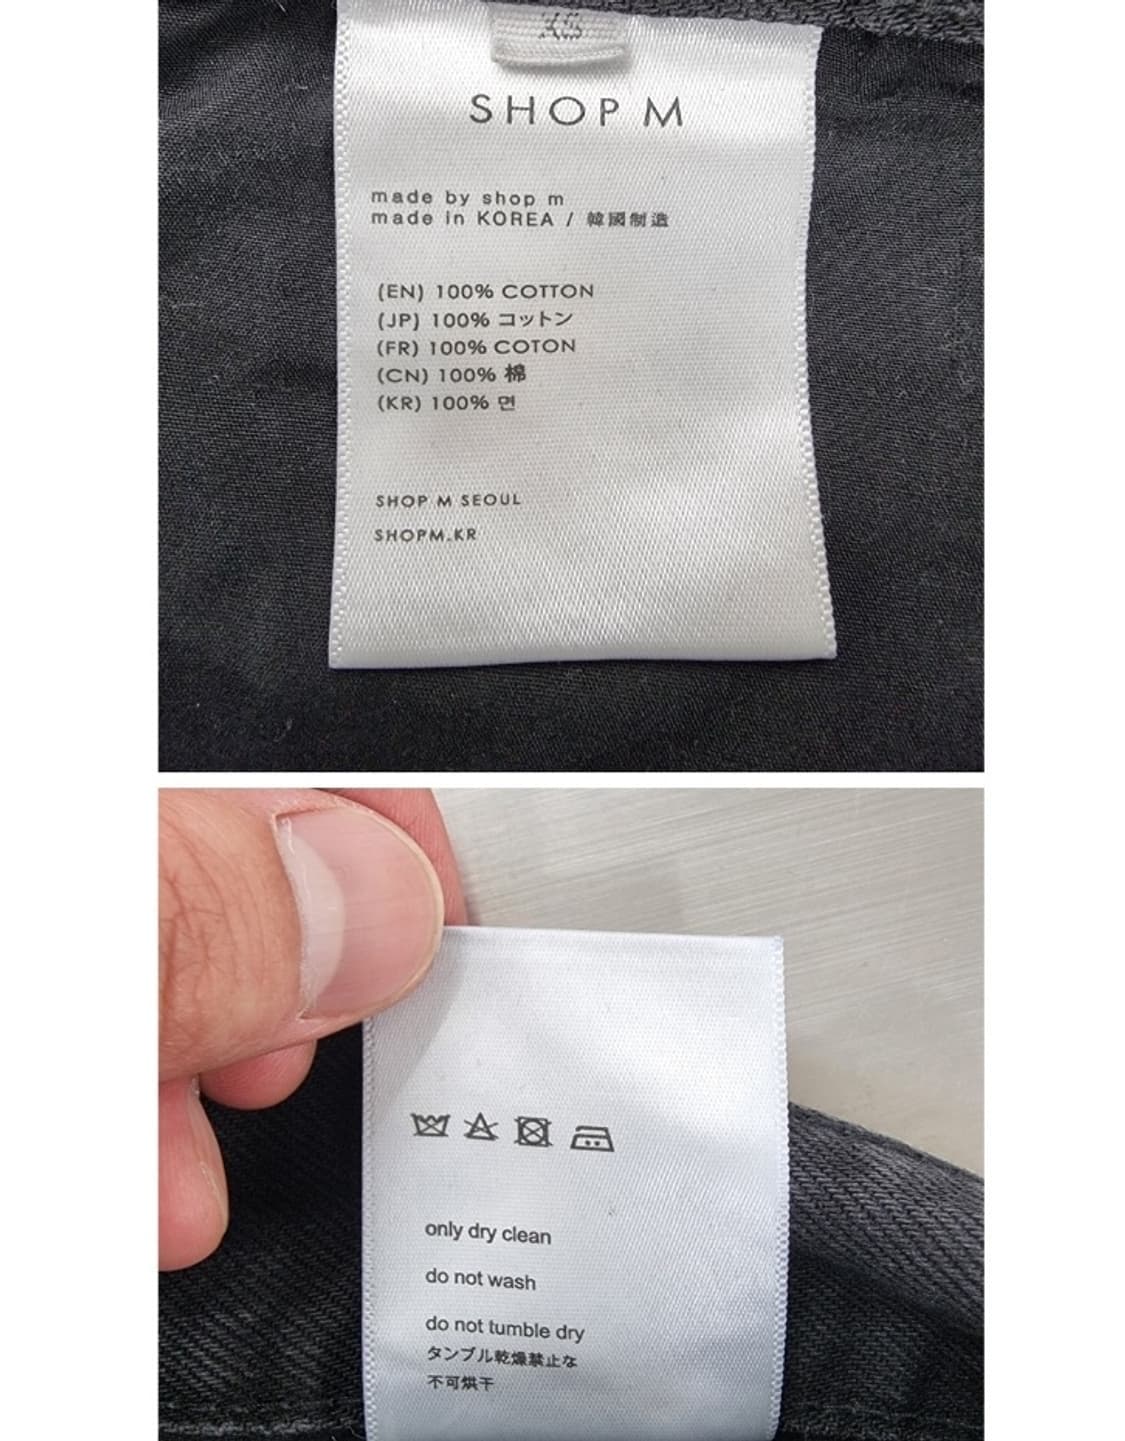 XS
SHOP M
made by shop m
made in KOREA / 韓國制造
(EN) 100% COTTON
(JP) 100% コットン
(FR) 100% COTON
(CN) 100% 棉
(KR) 100% 면
SHOP M SEOUL
SHOPM.KR
only dry clean
do not wash
do not tumble dry
タンブル乾燥禁止な
不可烘干